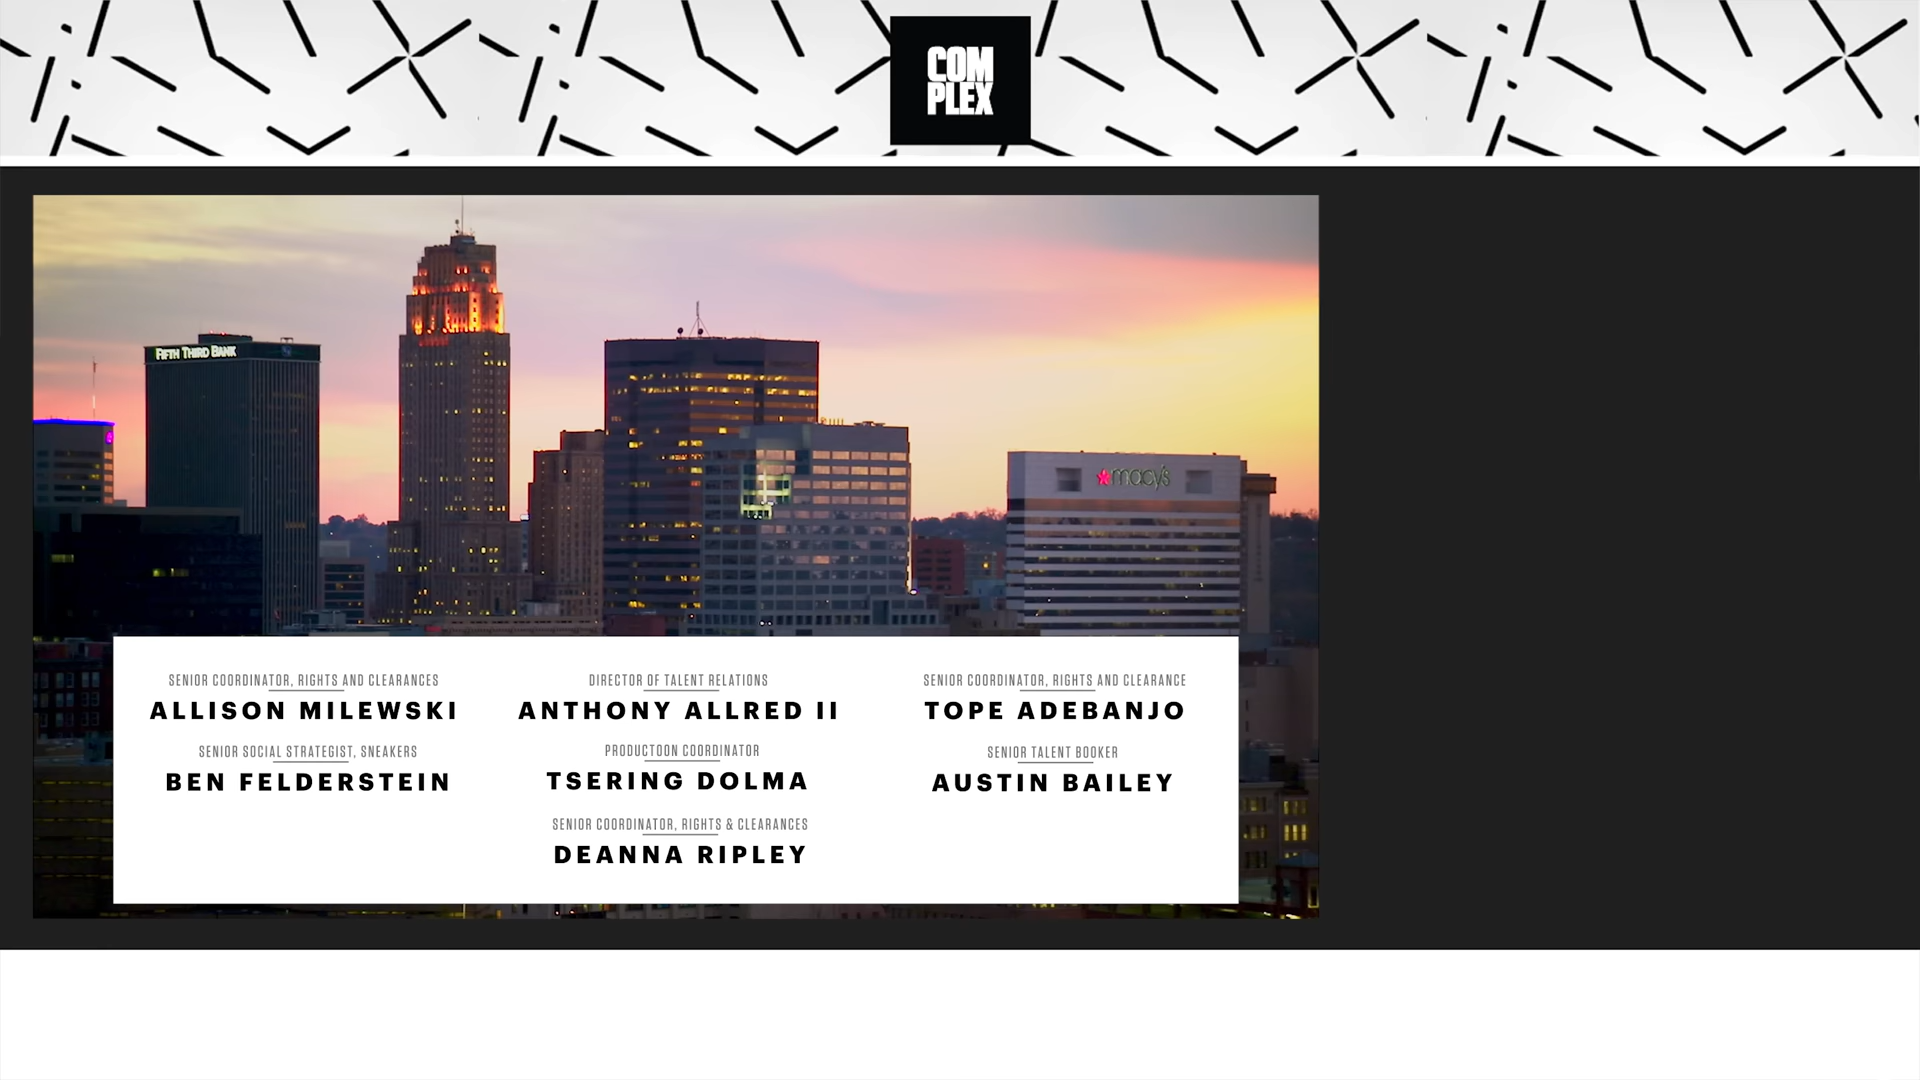 COM
PLEX
FIFTH THIRD BANK
macy's
SENIOR COORDINATOR, RIGHTS AND CLEARANCES
ALLISON MILEWSKI
SENIOR SOCIAL STRATEGIST, SNEAKERS
BEN FELDERSTEIN
DIRECTOR OF TALENT RELATIONS
ANTHONY ALLRED II
PRODUCTOON COORDINATOR
TSERING DOLMA
SENIOR COORDINATOR, RIGHTS & CLEARANCES
DEANNA RIPLEY
SENIOR COORDINATOR, RIGHTS AND CLEARANCE
TOPE ADEBANJO
SENIOR TALENT BOOKER
AUSTIN BAILEY